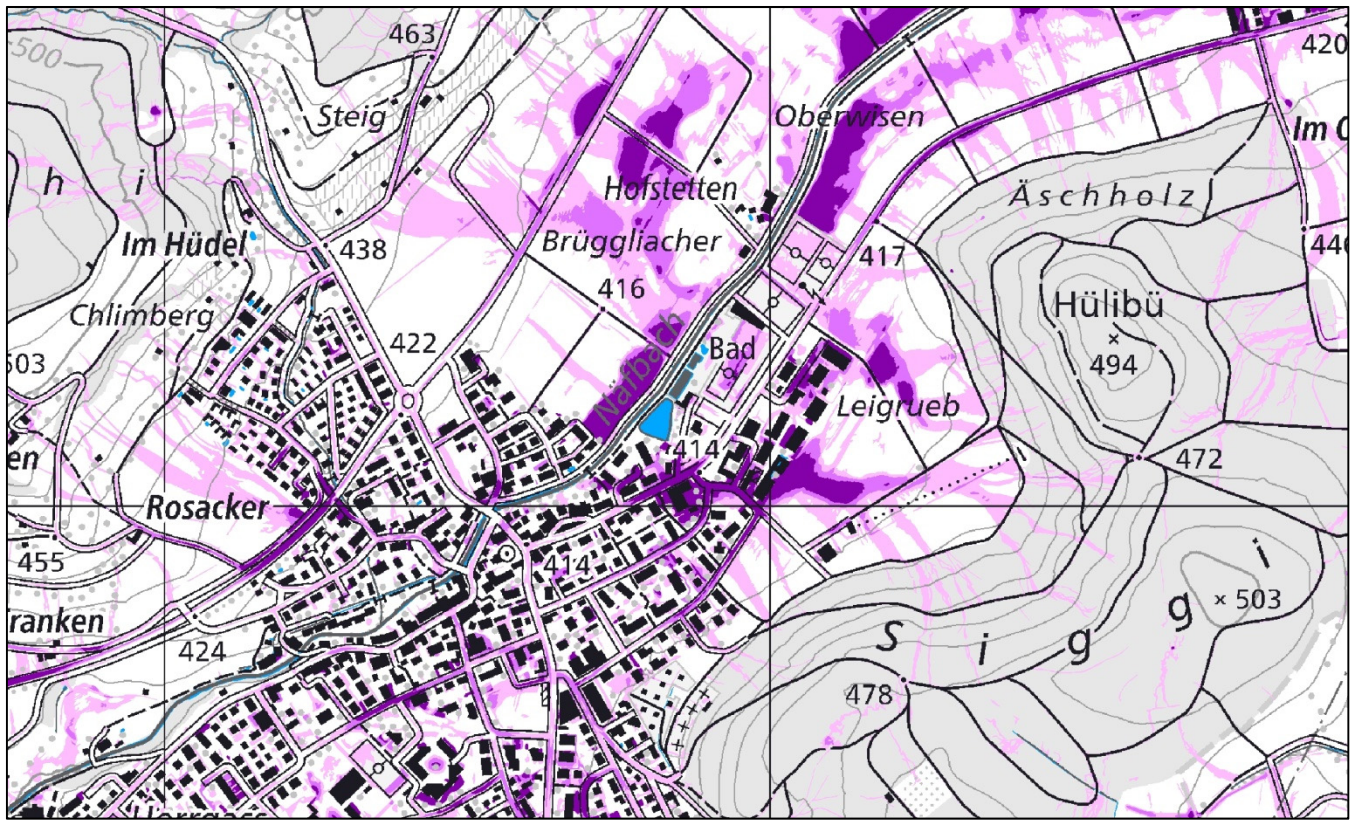 463
420
500
Steig
Oberwisen
Im
h
i
Hofstetten
Äschholz
Im Hüdel
438
Brüggliacher
417
446
416
Chlimberg
Hülibü
422
Näfbach
Bad
494
503
Leigrueb
en
414
472
Rosacker
455
414
i
g
503
ranken
S
g
424
i
478